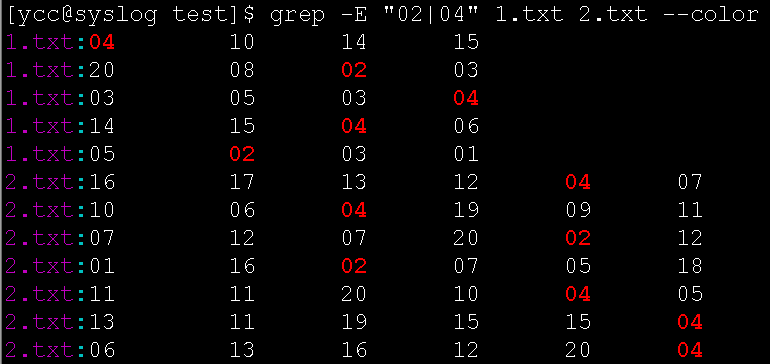 [ycc@syslog test]$ grep -E "02|04" 1.txt 2.txt --color
1.txt:04 10 14 15
1.txt:20 08 02 03
1.txt:03 05 03 04
1.txt:14 15 04 06
1.txt:05 02 03 01
2.txt:16 17 13 12 04 07
2.txt:10 06 04 19 09 11
2.txt:07 12 07 20 02 12
2.txt:01 16 02 07 05 18
2.txt:11 11 20 10 04 05
2.txt:13 11 19 15 15 04
2.txt:06 13 16 12 20 04